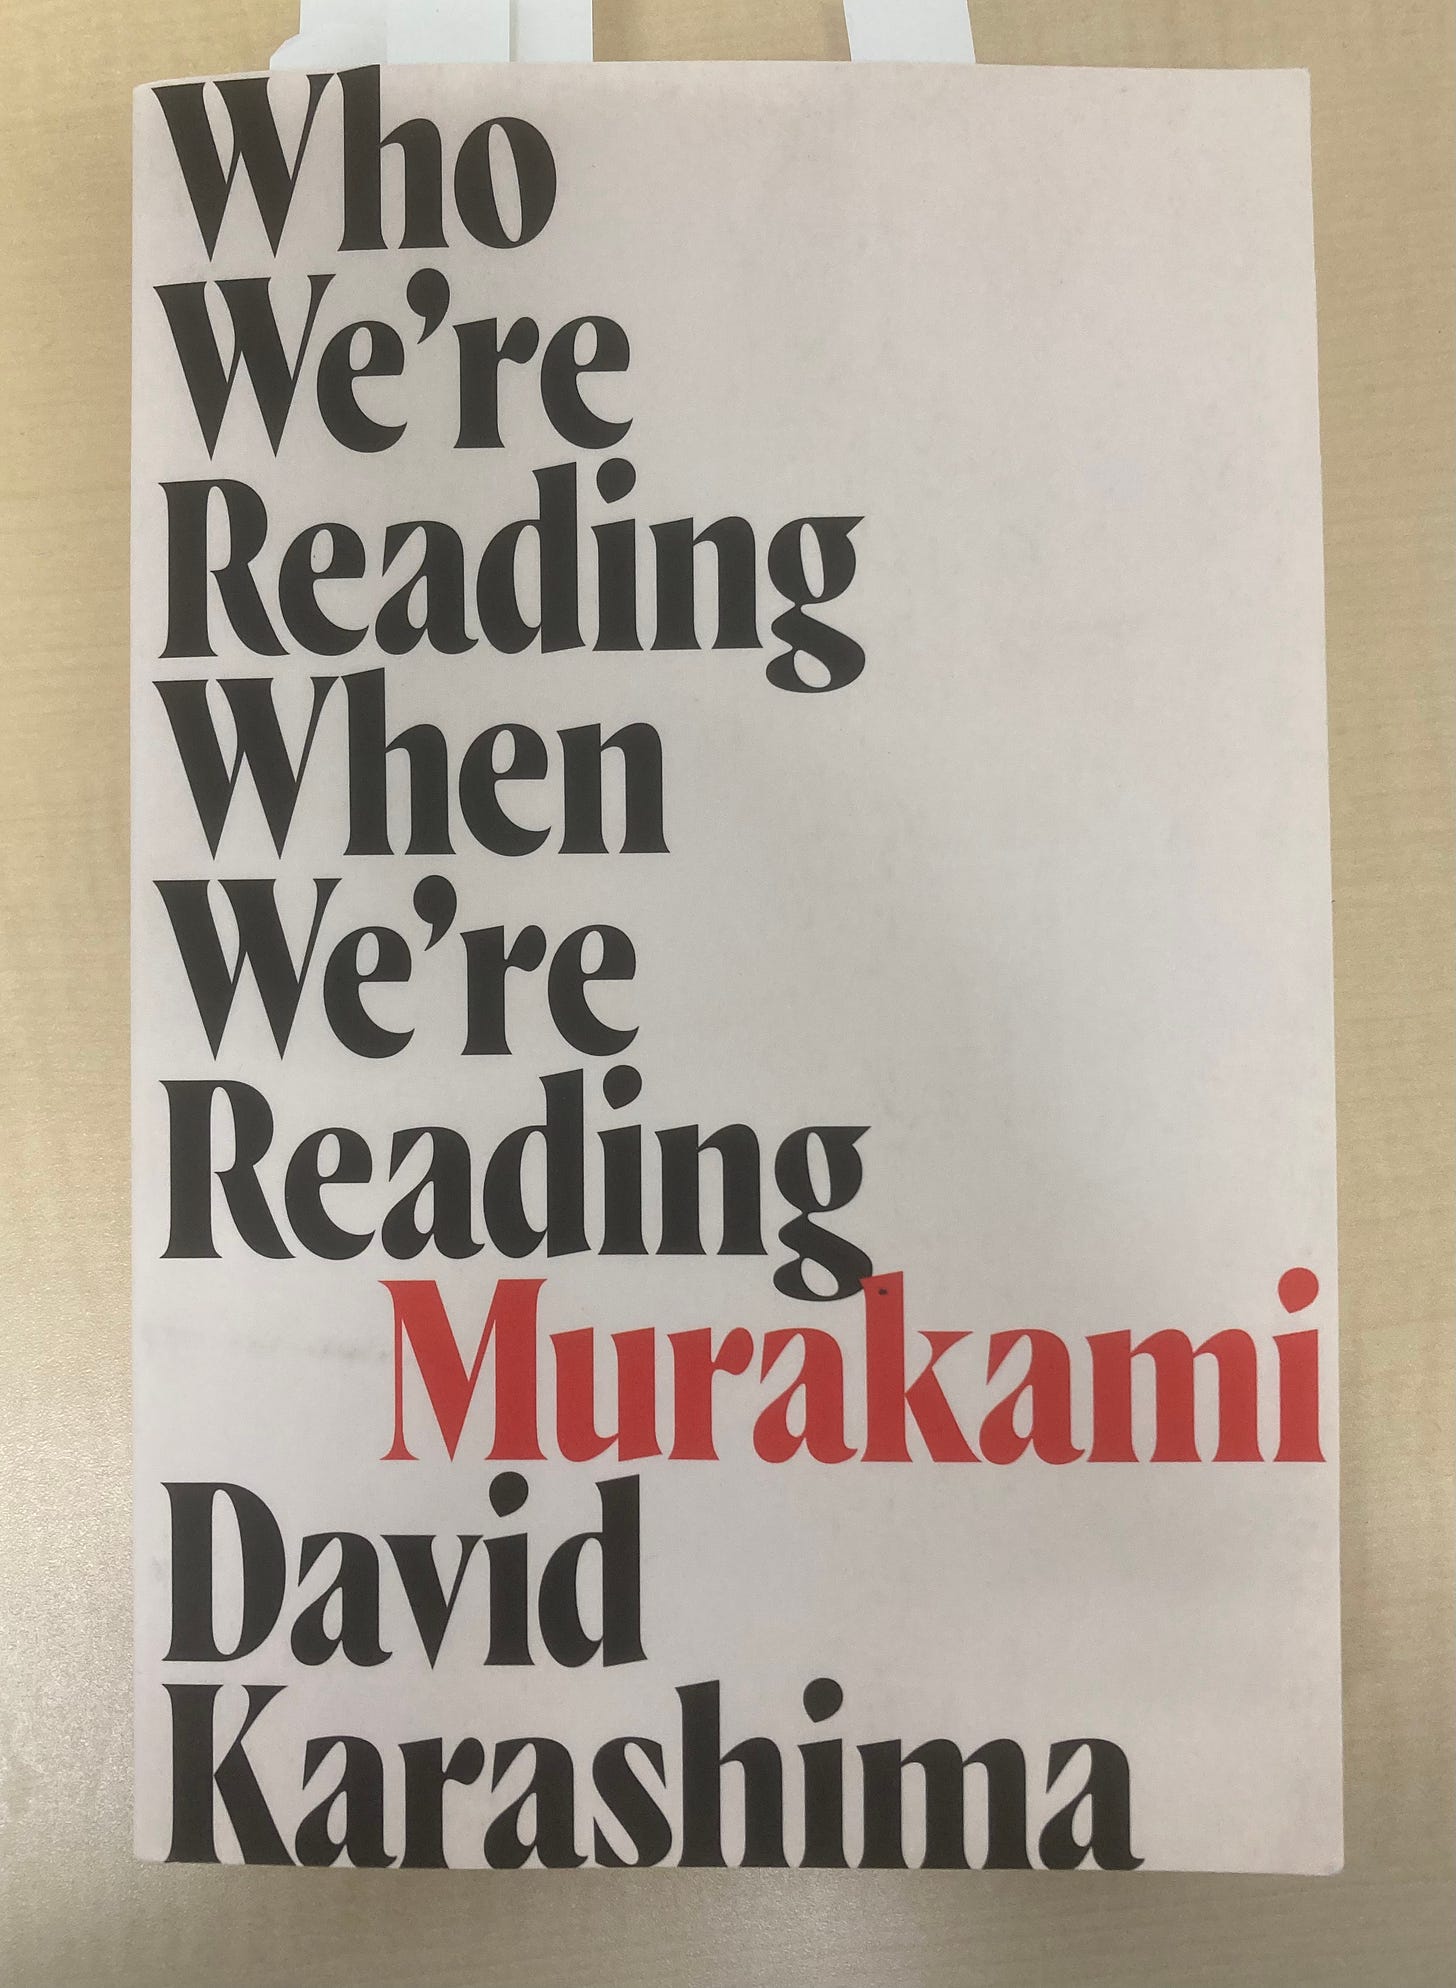 Who
We’re
Reading
When
We’re
Reading
Murakami
David
Karashima